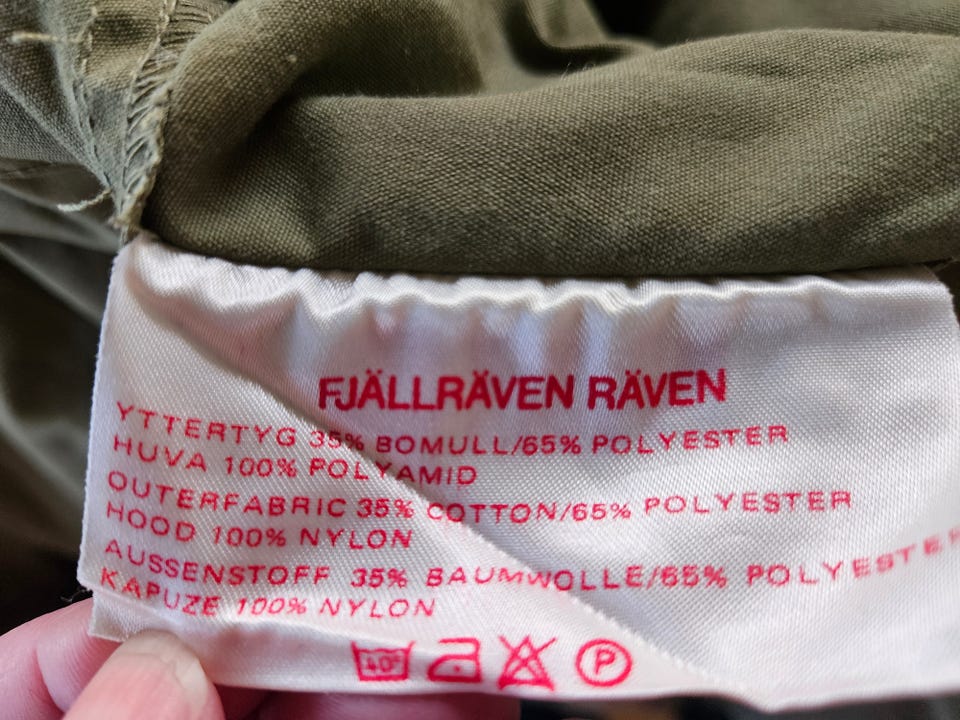 FJÄLLRÄVEN RÄVEN
YTTERTYG 35% BOMULL/65% POLYESTER
HUVA 100% POLYAMID
OUTERFABRIC 35% COTTON/65% POLYESTER
HOOD 100% NYLON
AUSSENSTOFF 35% BAUMWOLLE/65% POLYESTER
KAPUZE 100% NYLON
40° P